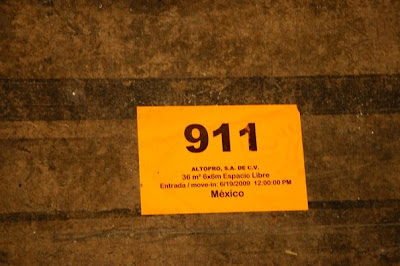 911
ALTOPRO, S.A. DE C.V.
36 m² 6x6m Espacio Libre
Entrada / move-in: 6/19/2009 12:00:00 PM
México